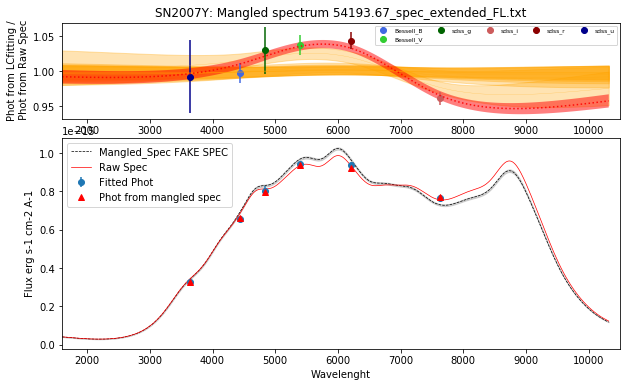 SN2007Y: Mangled spectrum 54193.67_spec_extended_FL.txt
Phot from LCfitting /
Phot from Raw Spec
1.05
1.00
0.95
Bessell_B
Bessell_V
sdss_g
sdss_i
sdss_r
sdss_u
2000 3000 4000 5000 6000 7000 8000 9000 10000
1e−15
Flux erg s-1 cm-2 A-1
1.0
0.8
0.6
0.4
0.2
0.0
Mangled_Spec FAKE SPEC
Raw Spec
Fitted Phot
Phot from mangled spec
2000 3000 4000 5000 6000 7000 8000 9000 10000
Wavelenght